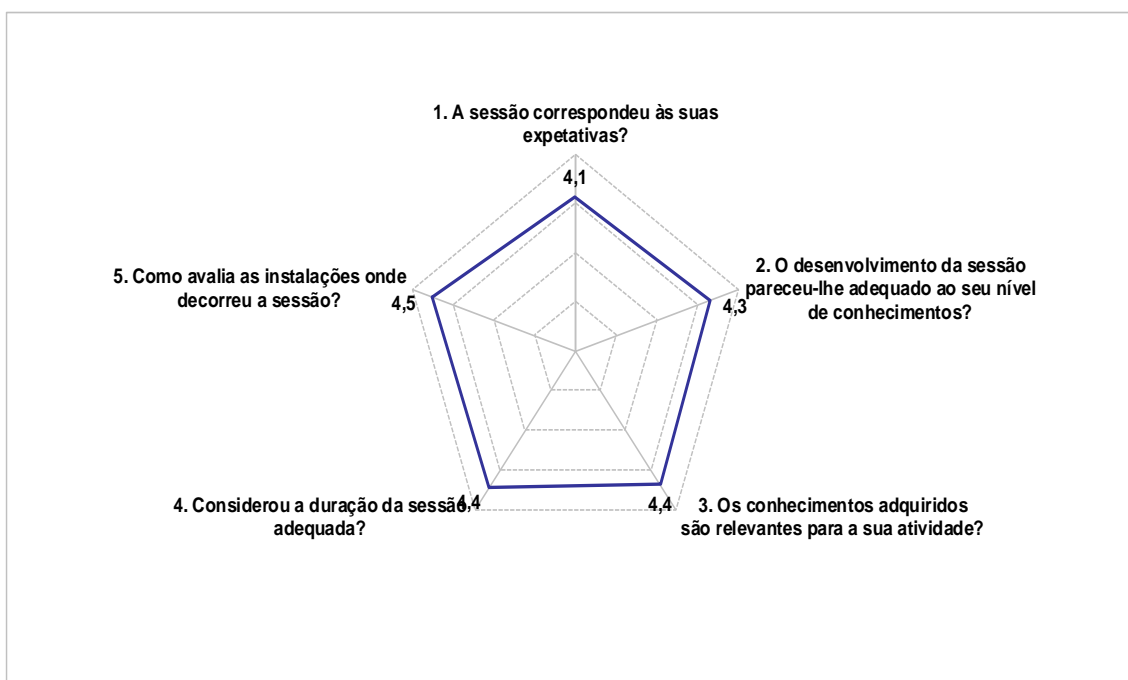 1. A sessão correspondeu às suas
expetativas?
4,1
2. O desenvolvimento da sessão
pareceu-lhe adequado ao seu nível
de conhecimentos?
4,3
5. Como avalia as instalações onde
decorreu a sessão?
4,5
4. Considerou a duração da sessão
adequada?
4,4
4,4
3. Os conhecimentos adquiridos
são relevantes para a sua atividade?